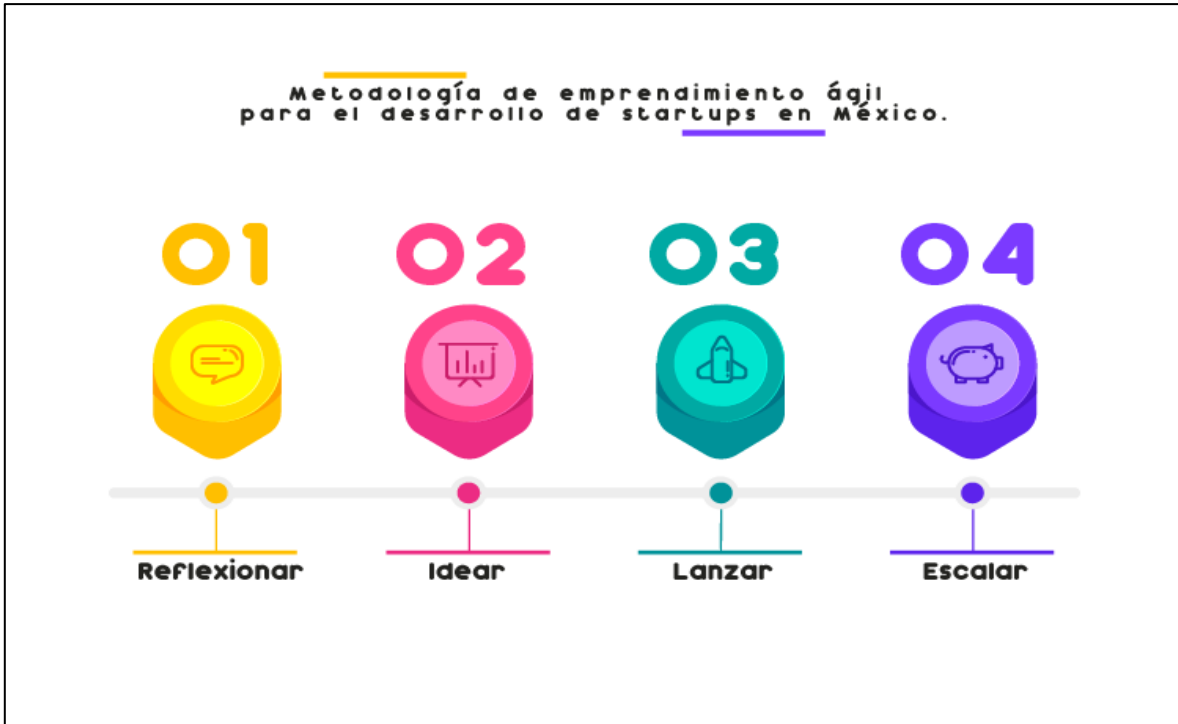 Metodología de emprendimiento ágil
para el desarrollo de startups en México.
01
02
03
04
Reflexionar
Idear
Lanzar
Escalar